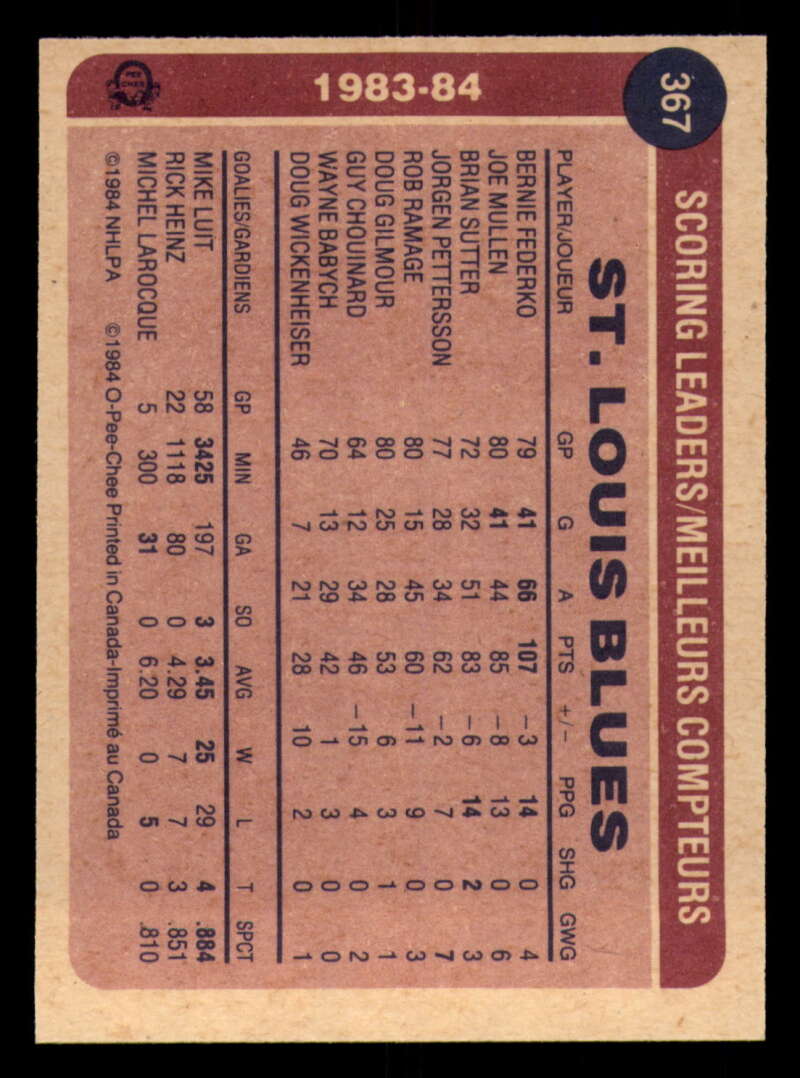 367
SCORING LEADERS/MEILLEURS COMPTEURS
1983-84
O PEE CHEE
ST. LOUIS BLUES
PLAYER/JOUEUR GP G A PTS +/− PPG SHG GWG
BERNIE FEDERKO 79 41 66 107 −3 14 0 4
JOE MULLEN 80 41 44 85 −8 13 0 6
BRIAN SUTTER 72 32 51 83 −6 14 2 3
JORGEN PETTERSSON 77 28 34 62 −2 7 0 7
ROB RAMAGE 80 15 45 60 −11 9 0 3
DOUG GILMOUR 80 25 28 53 6 3 1 1
GUY CHOUINARD 64 12 34 46 −15 4 0 2
WAYNE BABYCH 70 13 29 42 1 3 0 0
DOUG WICKENHEISER 46 7 21 28 10 2 0 1
GOALIES/GARDIENS GP MIN GA SO AVG W L T SPCT
MIKE LUIT 58 3425 197 3 3.45 25 29 4 .884
RICK HEINZ 22 1118 80 0 4.29 7 7 3 .851
MICHEL LAROCQUE 5 300 31 0 6.20 0 5 0 .810
©1984 NHLPA ©1984 O-Pee-Chee Printed in Canada-Imprimé au Canada